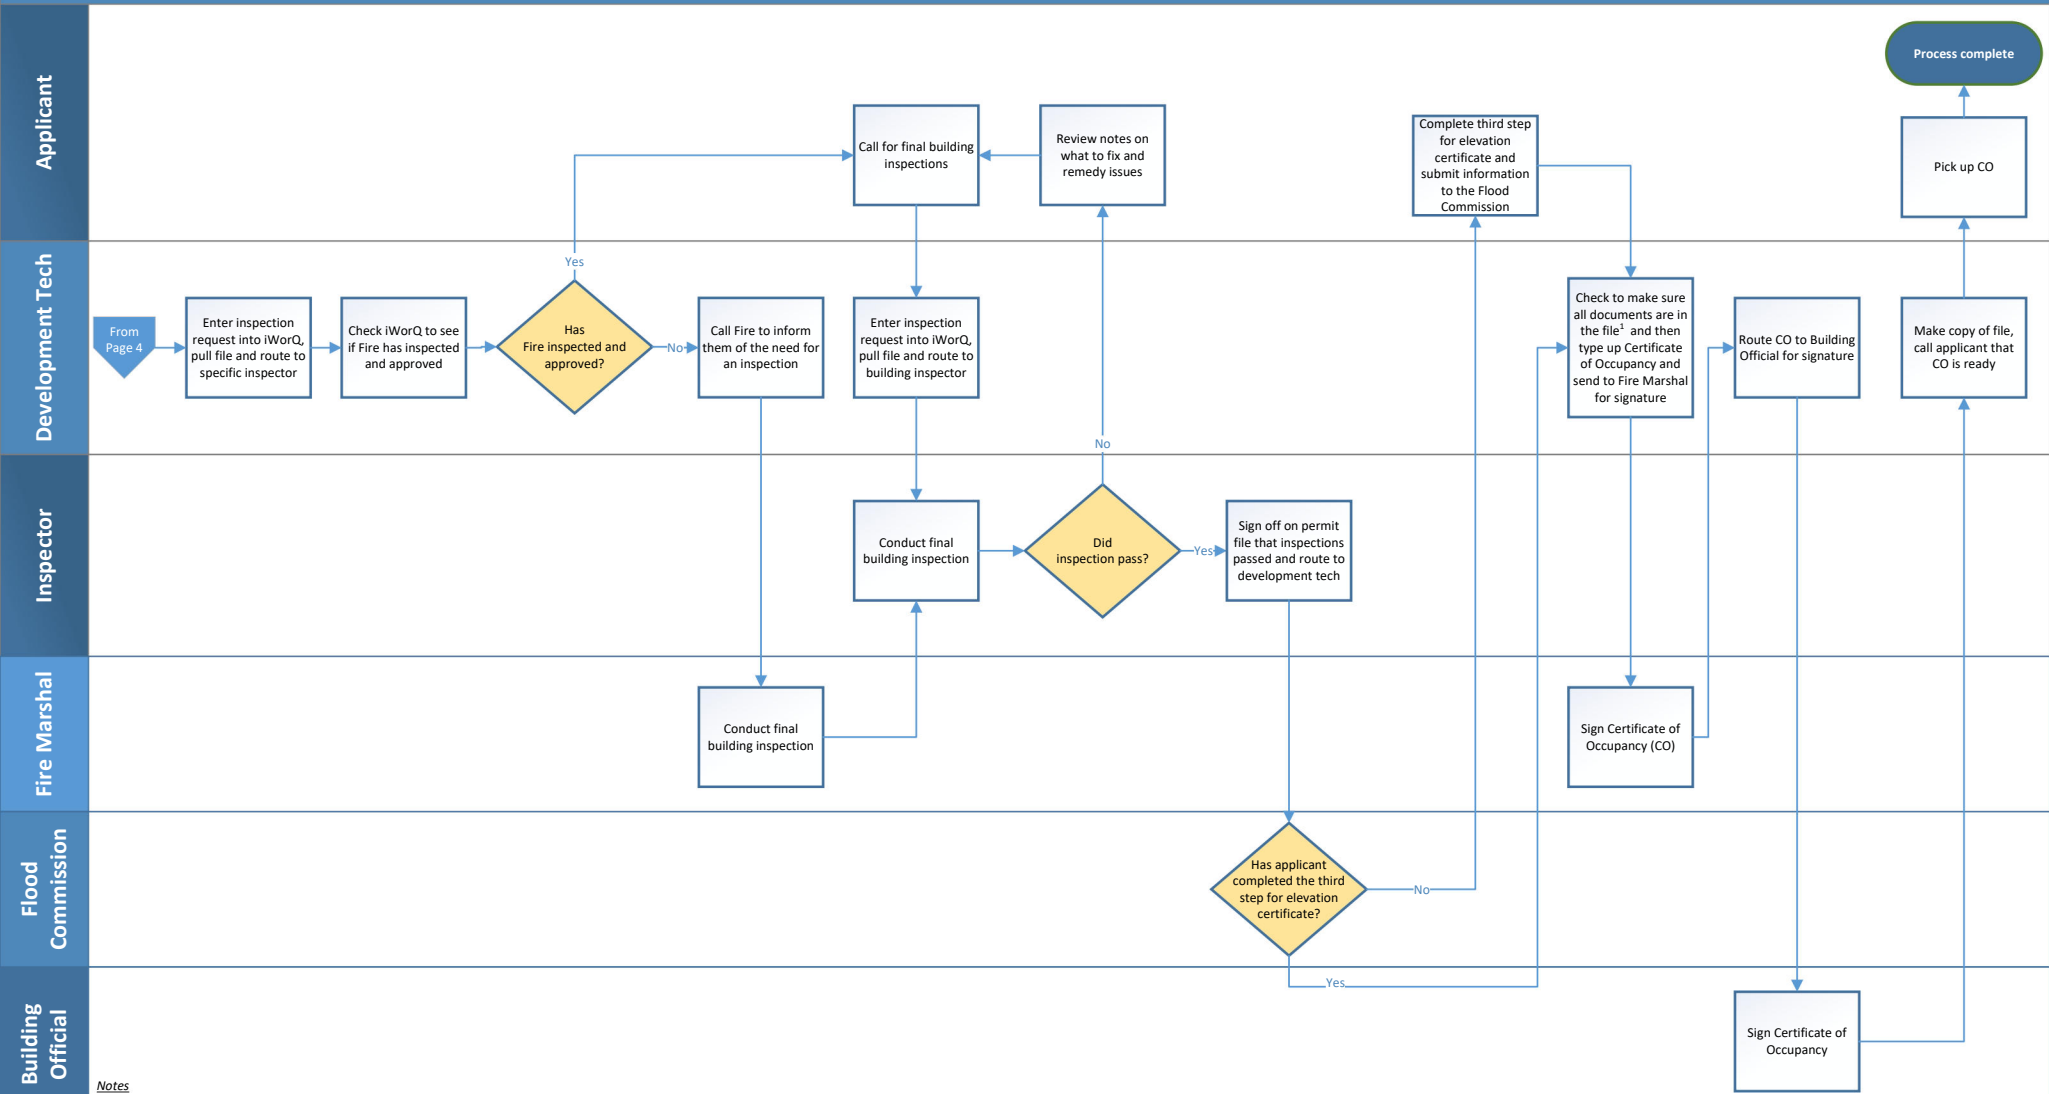 Applicant
Process complete
Call for final building
inspections
Review notes on
what to fix and
remedy issues
Complete third step
for elevation
certificate and
submit information
to the Flood
Commission
Pick up CO
Development Tech
From
Page 4
Enter inspection
request into iWorQ,
pull file and route to
specific inspector
Check iWorQ to see
if Fire has inspected
and approved
Yes
Has
Fire inspected and
approved?
No
Call Fire to inform
them of the need for
an inspection
Enter inspection
request into iWorQ,
pull file and route to
building inspector
No
Check to make sure
all documents are in
the file1 and then
type up Certificate
of Occupancy and
send to Fire Marshal
for signature
Route CO to Building
Official for signature
Make copy of file,
call applicant that
CO is ready
Inspector
Conduct final
building inspection
Did
inspection pass?
Yes
Sign off on permit
file that inspections
passed and route to
development tech
Fire Marshal
Conduct final
building inspection
Sign Certificate of
Occupancy (CO)
Flood
Commission
Has applicant
completed the third
step for elevation
certificate?
No
Yes
Building
Official
Sign Certificate of
Occupancy
Notes